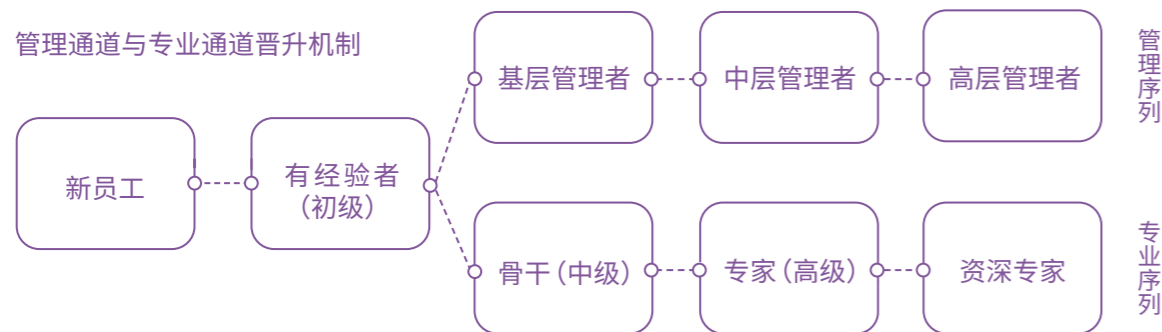 管理通道与专业通道晋升机制
新员工
有经验者
（初级）
基层管理者
中层管理者
高层管理者
管理序列
骨干（中级）
专家（高级）
资深专家
专业序列